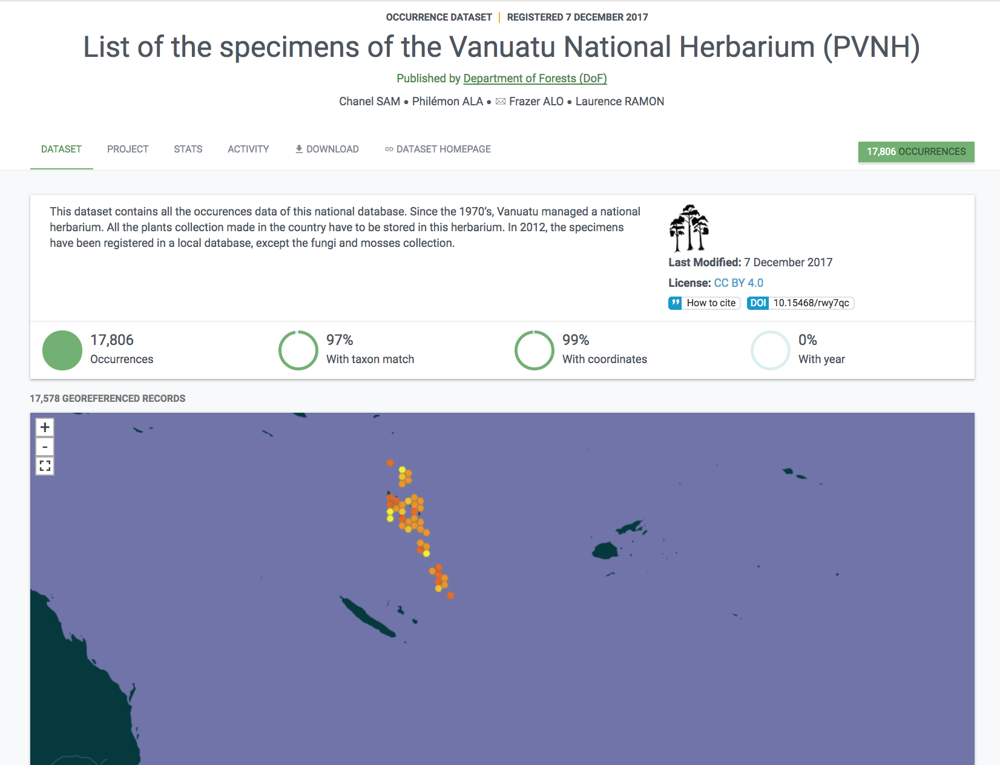 OCCURRENCE DATASET | REGISTERED 7 DECEMBER 2017
List of the specimens of the Vanuatu National Herbarium (PVNH)
Published by Department of Forests (DoF)
Chanel SAM • Philémon ALA • Frazer ALO • Laurence RAMON
DATASET PROJECT STATS ACTIVITY DOWNLOAD DATASET HOMEPAGE
17,806 OCCURRENCES
This dataset contains all the occurences data of this national database. Since the 1970’s, Vanuatu managed a national
herbarium. All the plants collection made in the country have to be stored in this herbarium. In 2012, the specimens
have been registered in a local database, except the fungi and mosses collection.
Last Modified: 7 December 2017
License: CC BY 4.0
” How to cite DOI 10.15468/rwy7qc
17,806
Occurrences
97%
With taxon match
99%
With coordinates
0%
With year
17,578 GEOREFERENCED RECORDS
+
-